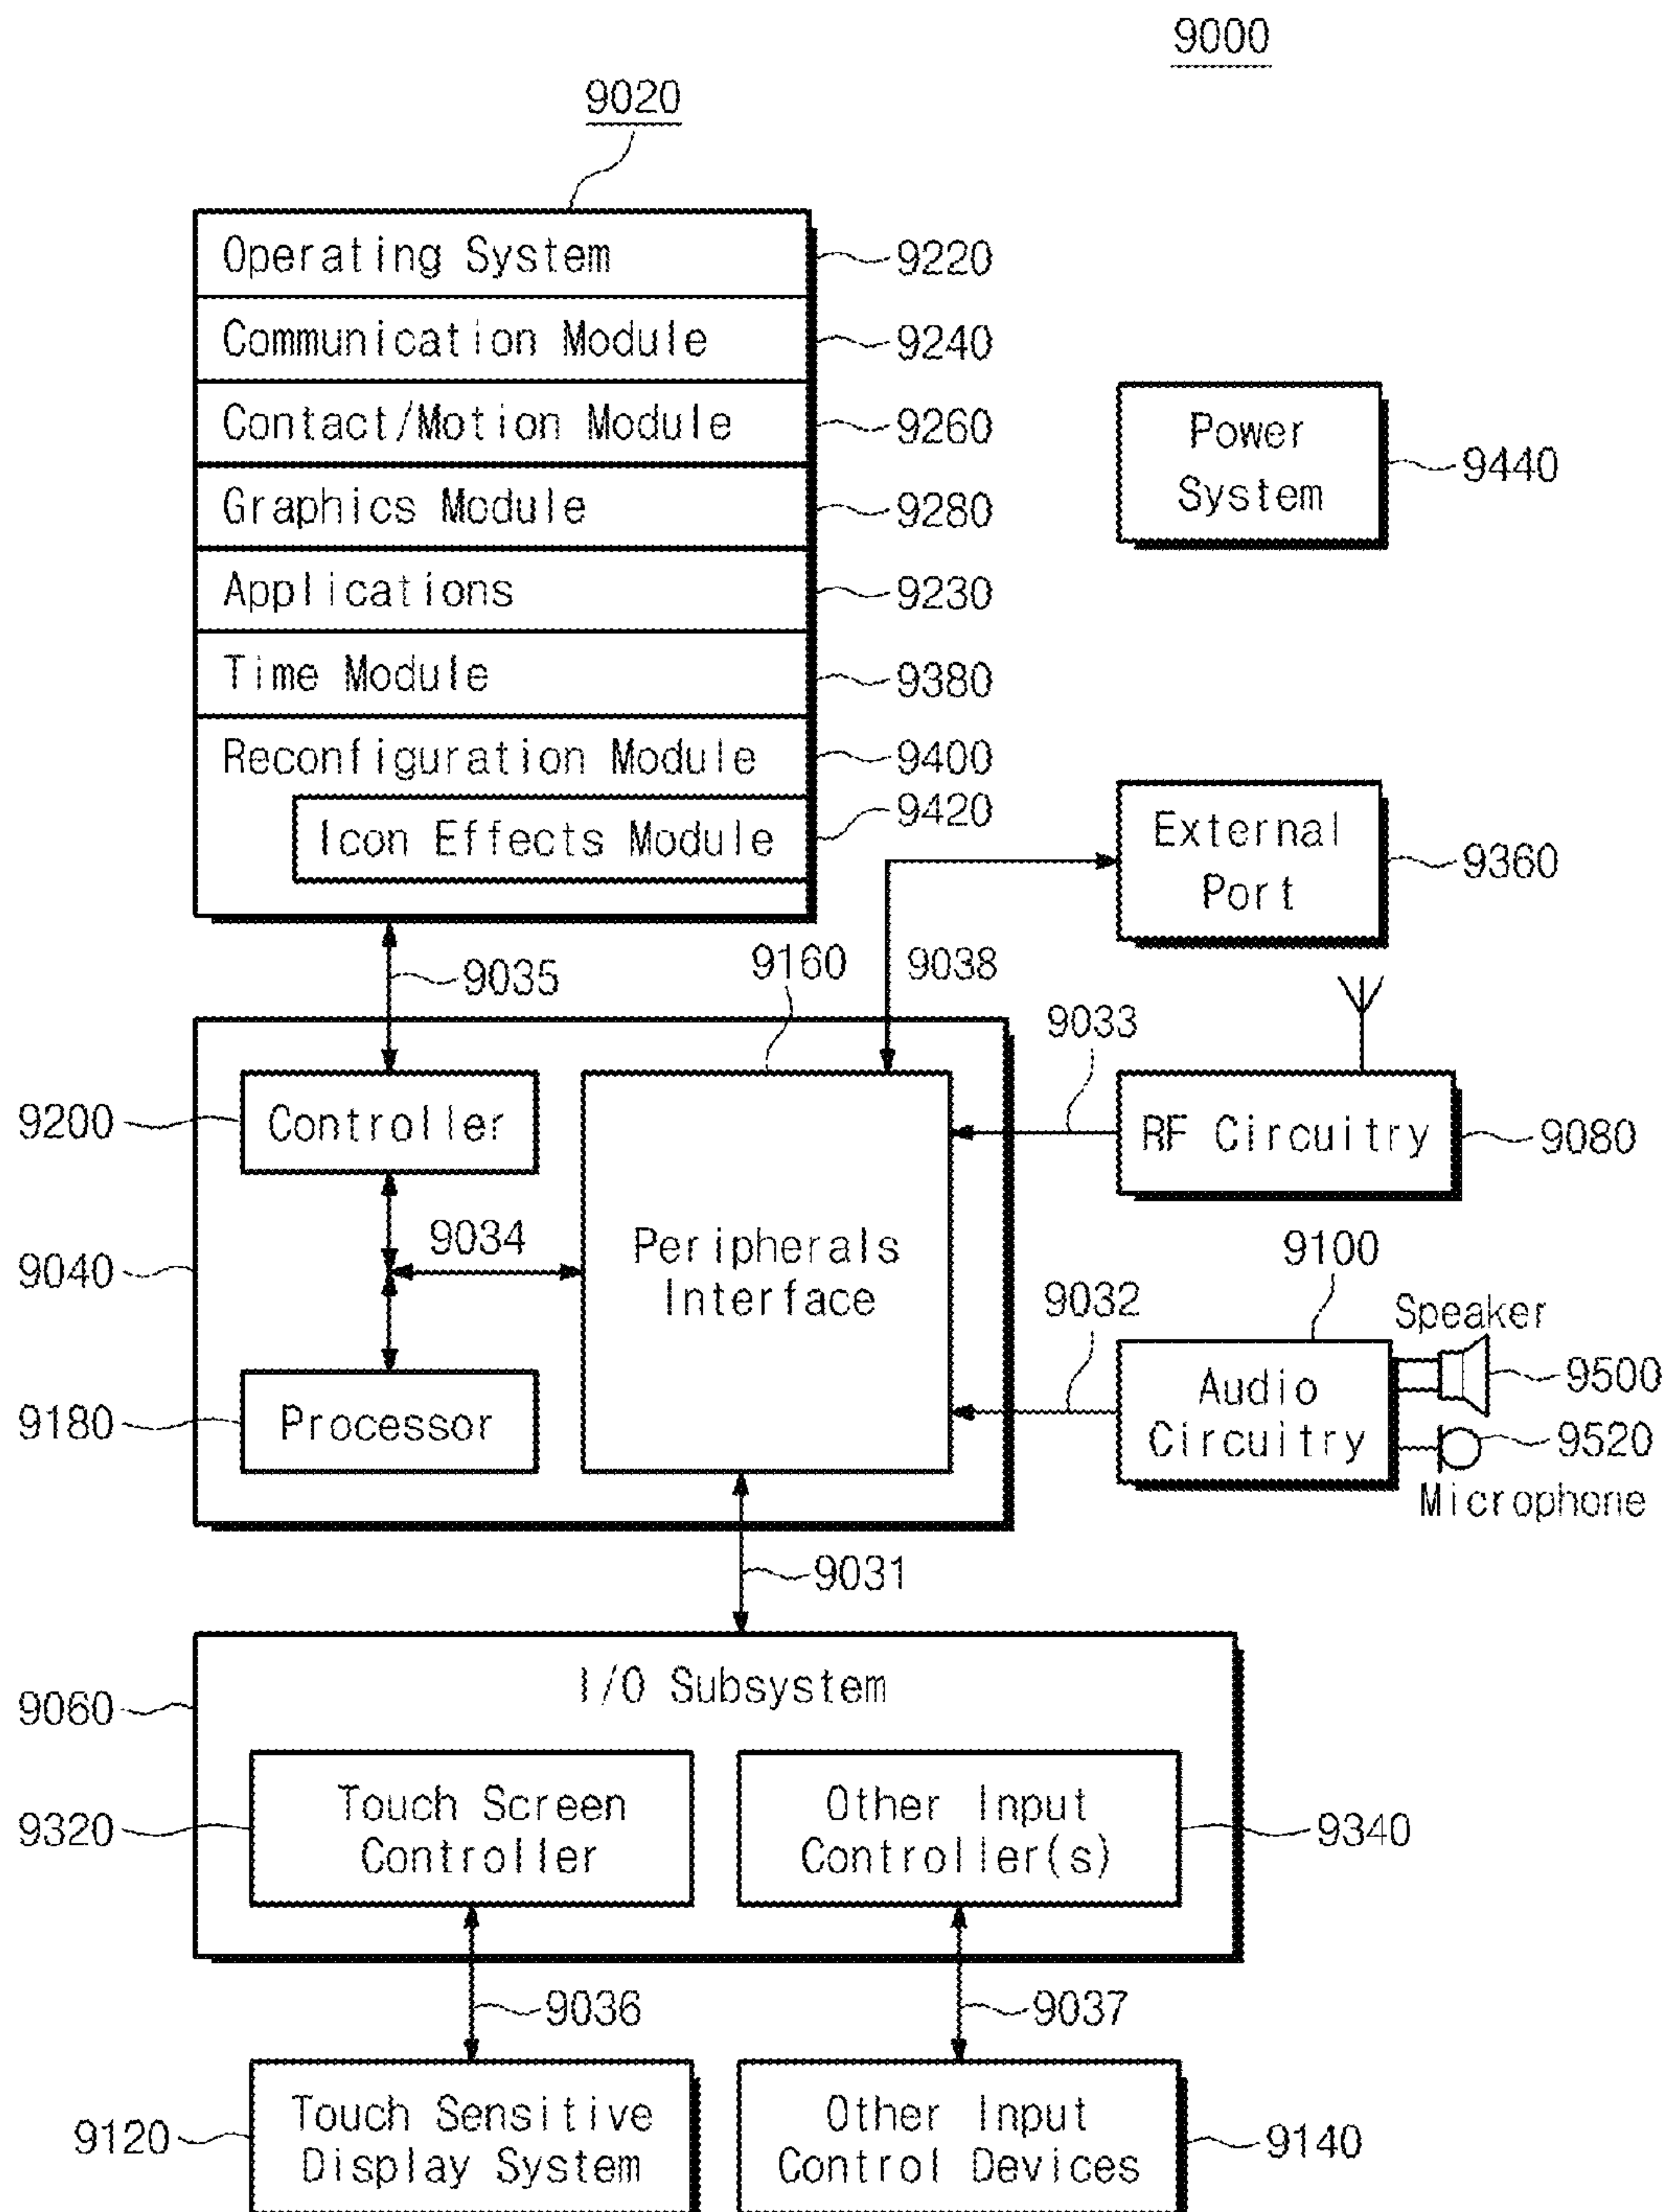 9000
9020
Operating System
9220
Communication Module
9240
Contact/Motion Module
9260
Graphics Module
9280
Applications
9230
Time Module
9380
Reconfiguration Module
9400
Icon Effects Module
9420
Power
System
9440
External
Port
9360
9035
9160
9038
9033
9200
Controller
RF Circuitry
9080
9040
9034
Peripherals
Interface
9032
9100
Speaker
9500
Audio
Circuitry
9520
Microphone
9180
Processor
9031
I/O Subsystem
9060
Touch Screen
Controller
9320
Other Input
Controller(s)
9340
9036
9037
Touch Sensitive
Display System
9120
Other Input
Control Devices
9140